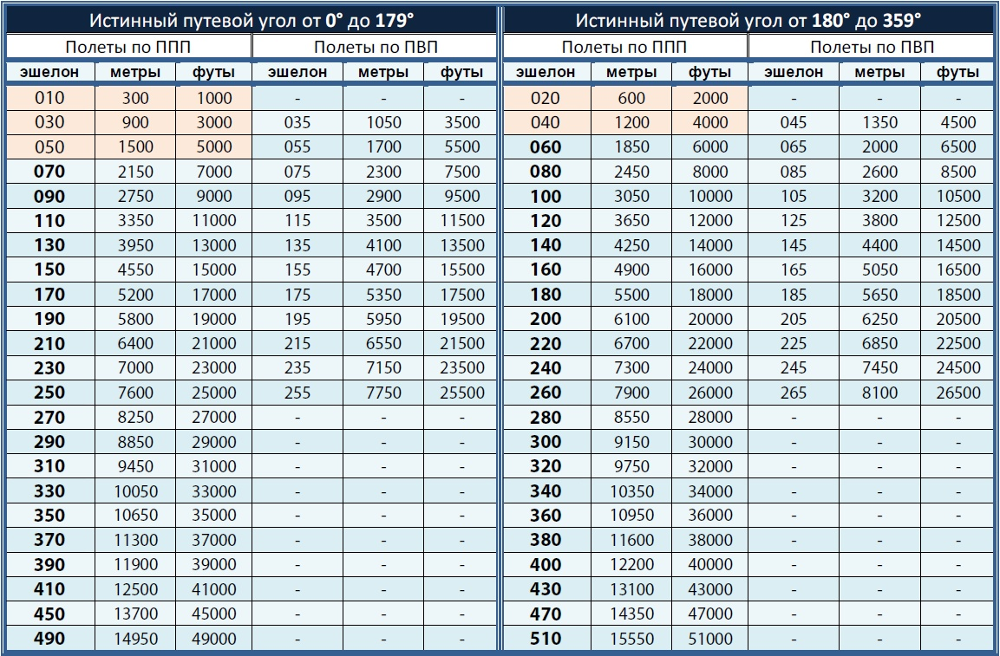 Истинный путевой угол от 0° до 179° Истинный путевой угол от 180° до 359°
Полеты по ППП Полеты по ПВП Полеты по ППП Полеты по ПВП
эшелон метры футы эшелон метры футы эшелон метры футы эшелон метры футы
010 300 1000 - - - 020 600 2000 - - -
030 900 3000 035 1050 3500 040 1200 4000 045 1350 4500
050 1500 5000 055 1700 5500 060 1850 6000 065 2000 6500
070 2150 7000 075 2300 7500 080 2450 8000 085 2600 8500
090 2750 9000 095 2900 9500 100 3050 10000 105 3200 10500
110 3350 11000 115 3500 11500 120 3650 12000 125 3800 12500
130 3950 13000 135 4100 13500 140 4250 14000 145 4400 14500
150 4550 15000 155 4700 15500 160 4900 16000 165 5050 16500
170 5200 17000 175 5350 17500 180 5500 18000 185 5650 18500
190 5800 19000 195 5950 19500 200 6100 20000 205 6250 20500
210 6400 21000 215 6550 21500 220 6700 22000 225 6850 22500
230 7000 23000 235 7150 23500 240 7300 24000 245 7450 24500
250 7600 25000 255 7750 25500 260 7900 26000 265 8100 26500
270 8250 27000 - - - 280 8550 28000 - - -
290 8850 29000 - - - 300 9150 30000 - - -
310 9450 31000 - - - 320 9750 32000 - - -
330 10050 33000 - - - 340 10350 34000 - - -
350 10650 35000 - - - 360 10950 36000 - - -
370 11300 37000 - - - 380 11600 38000 - - -
390 11900 39000 - - - 400 12200 40000 - - -
410 12500 41000 - - - 430 13100 43000 - - -
450 13700 45000 - - - 470 14350 47000 - - -
490 14950 49000 - - - 510 15550 51000 - - -